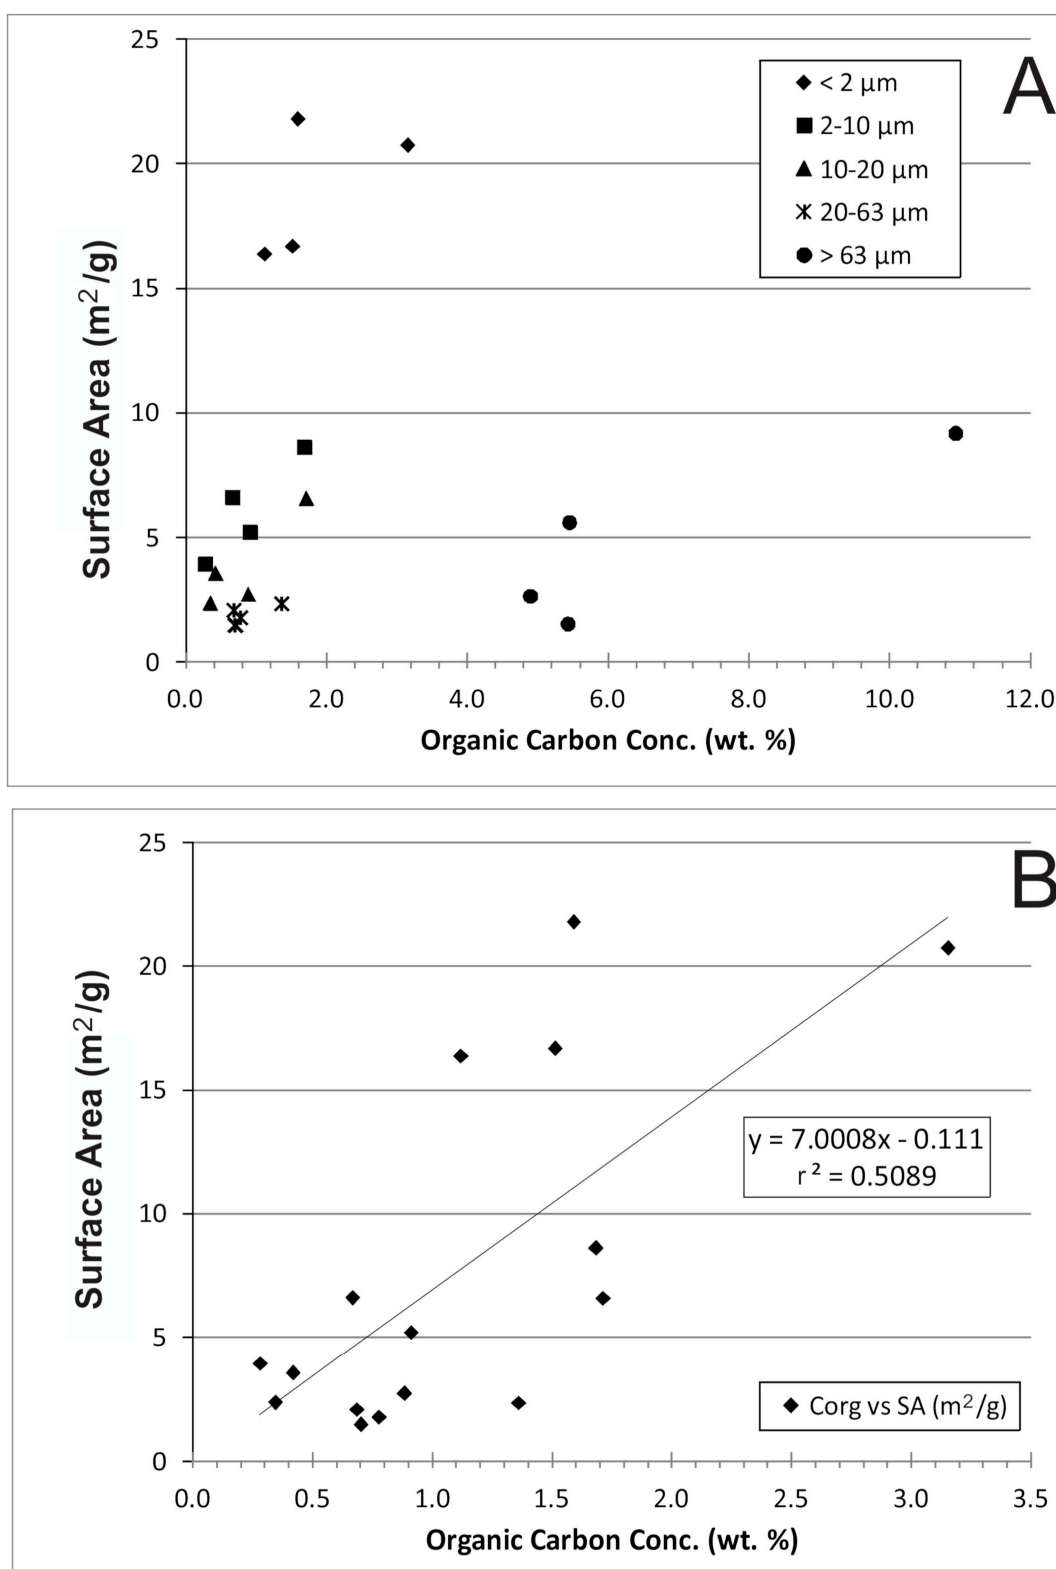 A
25
20
15
10
5
0
Surface Area (m²/g)
< 2 µm
2-10 µm
10-20 µm
20-63 µm
> 63 µm
0.0 2.0 4.0 6.0 8.0 10.0 12.0
Organic Carbon Conc. (wt. %)
B
25
20
15
10
5
0
Surface Area (m²/g)
y = 7.0008x - 0.111
r² = 0.5089
Corg vs SA (m²/g)
0.0 0.5 1.0 1.5 2.0 2.5 3.0 3.5
Organic Carbon Conc. (wt. %)